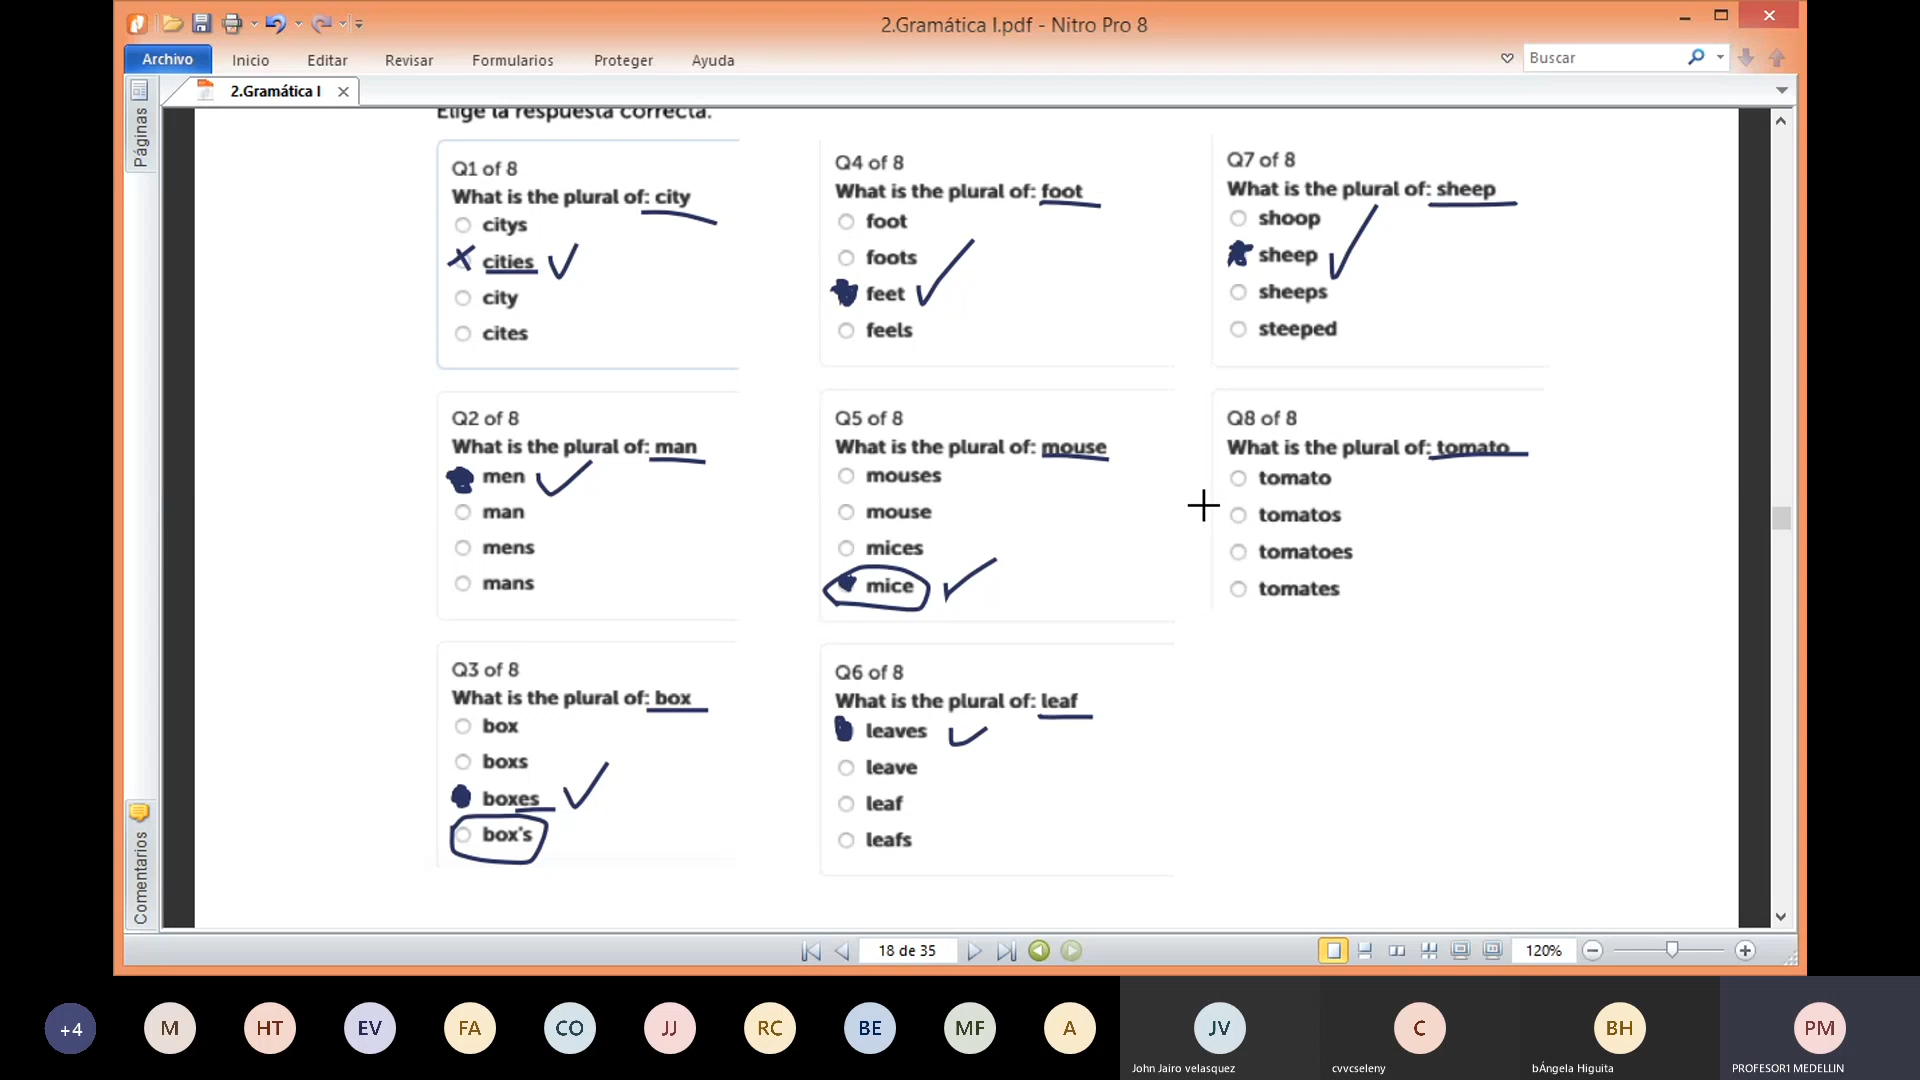 2.Gramática I.pdf - Nitro Pro 8
Archivo
Inicio
Editar
Revisar
Formularios
Proteger
Ayuda
Buscar
2.Gramática I
Páginas
Comentarios
Elige la respuesta correcta.
Q1 of 8
What is the plural of: city
citys
cities
city
cites
Q2 of 8
What is the plural of: man
men
man
mens
mans
Q3 of 8
What is the plural of: box
box
boxs
boxes
box's
Q4 of 8
What is the plural of: foot
foot
foots
feet
feels
Q5 of 8
What is the plural of: mouse
mouses
mouse
mices
mice
Q6 of 8
What is the plural of: leaf
leaves
leave
leaf
leafs
Q7 of 8
What is the plural of: sheep
shoop
sheep
sheeps
steeped
Q8 of 8
What is the plural of: tomato
tomato
tomatos
tomatoes
tomates
18 de 35
120%
+4
M
HT
EV
FA
CO
JJ
RC
BE
MF
A
JV
John Jairo velasquez
C
cvvcseleny
BH
bÁngela Higuita
PM
PROFESOR1 MEDELLIN